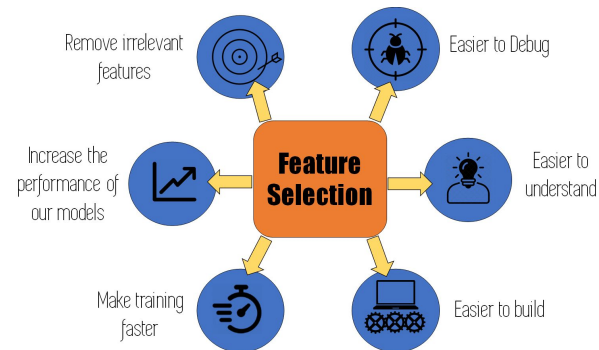 Remove irrelevant
features
Easier to Debug
Increase the
performance of
our models
Feature
Selection
Easier to
understand
Make training
faster
Easier to build